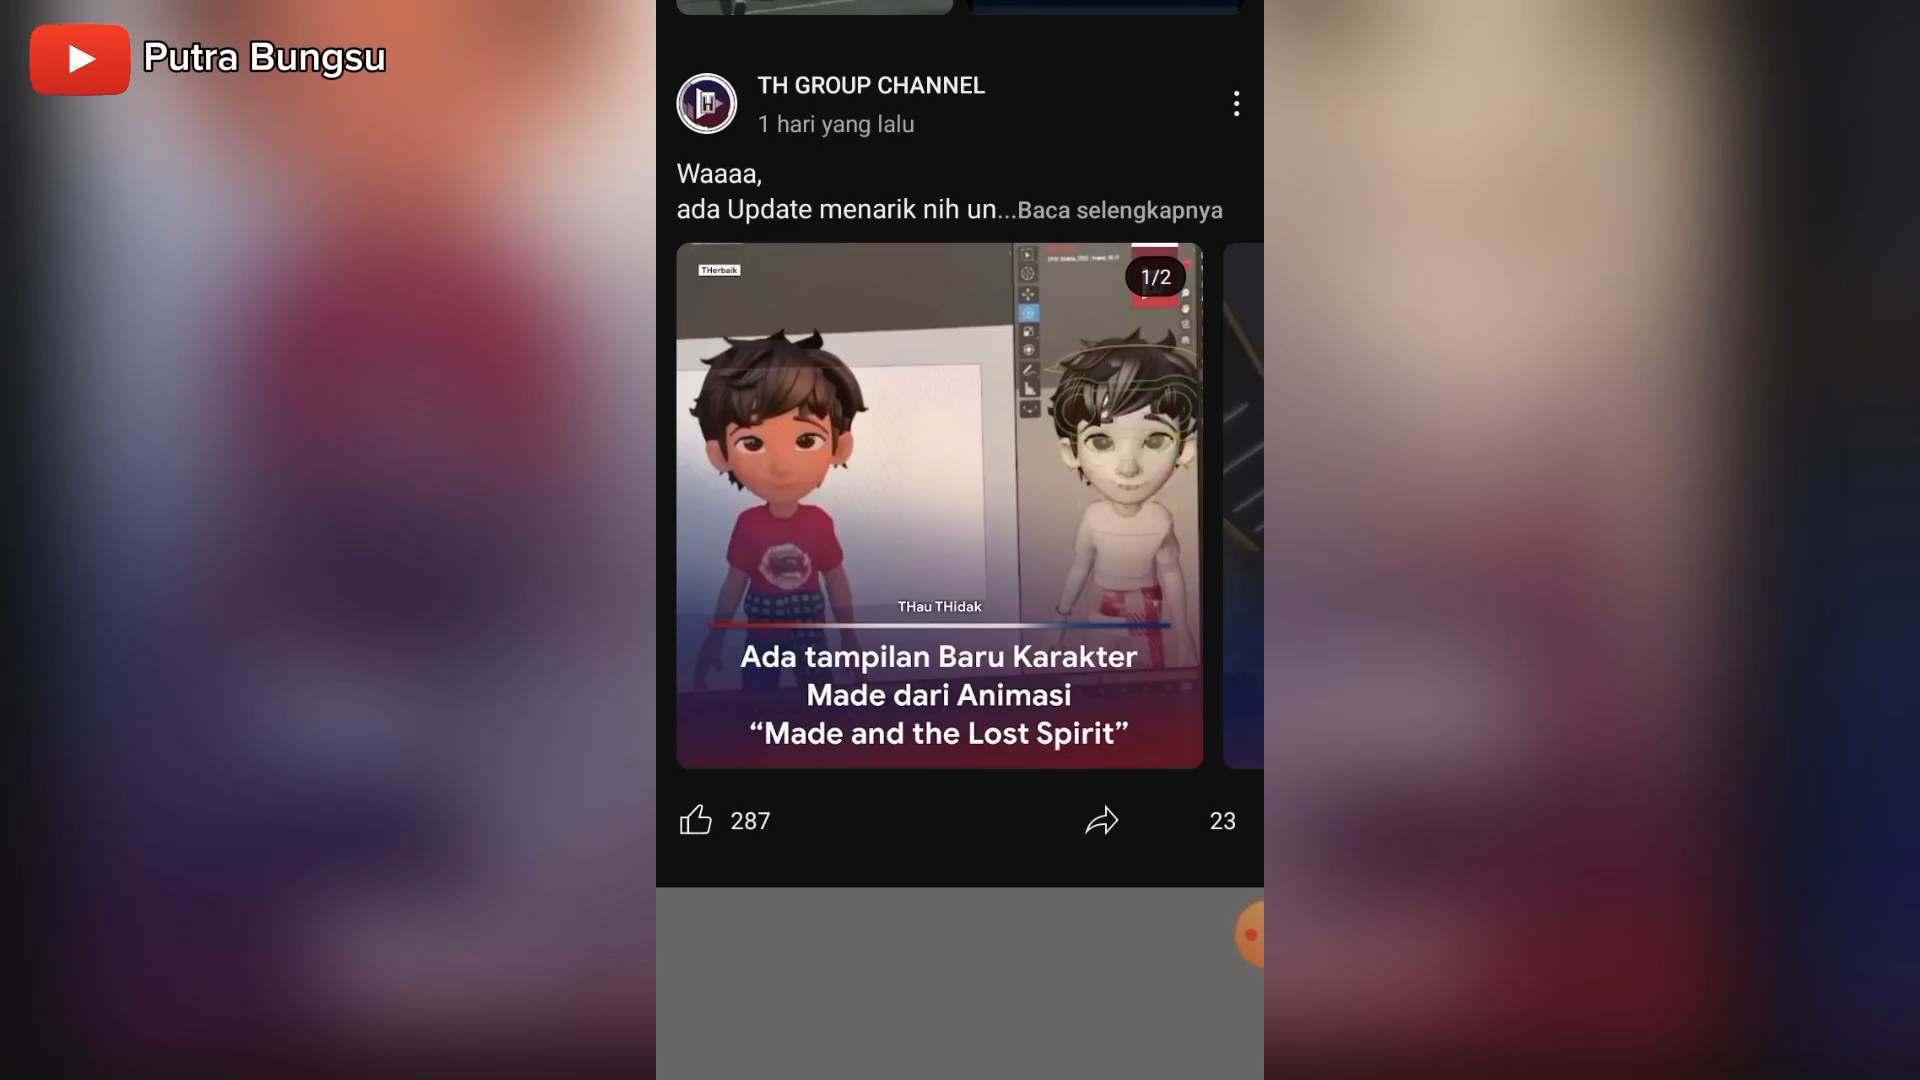 Putra Bungsu
TH GROUP CHANNEL
1 hari yang lalu
Waaaa,
ada Update menarik nih un...Baca selengkapnya
THerbaik
1/2
THau THidak
Ada tampilan Baru Karakter
Made dari Animasi
“Made and the Lost Spirit”
287
23